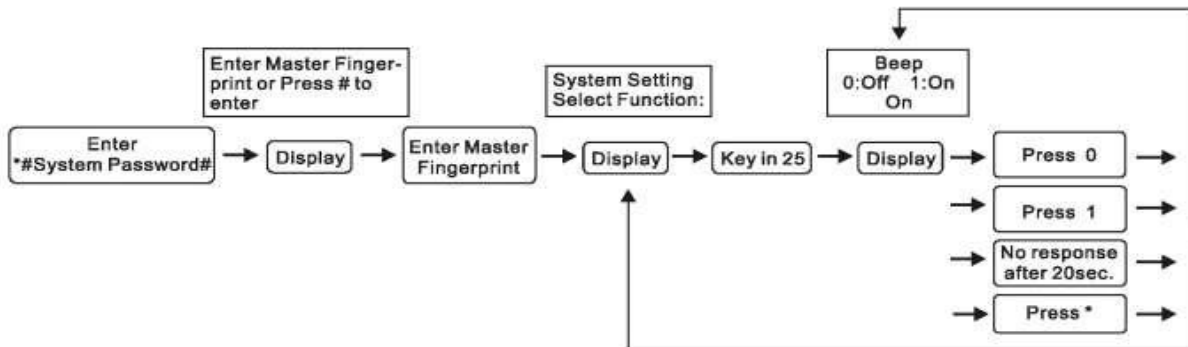 Enter Master Finger-
print or Press # to
enter
System Setting
Select Function:
Beep
0:Off 1:On
On
Enter
*#System Password#
Display
Enter Master
Fingerprint
Display
Key in 25
Display
Press 0
Press 1
No response
after 20sec.
Press *